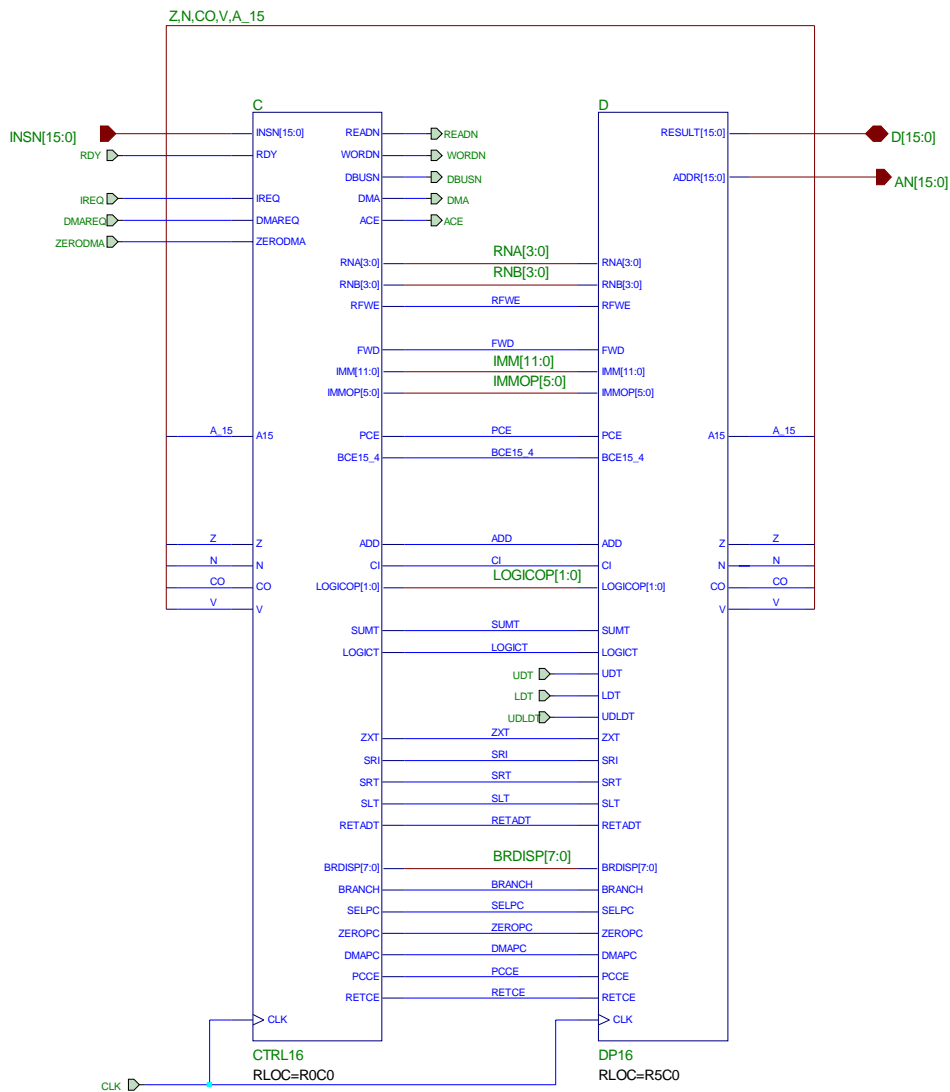 Z,N,CO,V,A_15
C D
INSN[15:0] INSN[15:0] READN READN RESULT[15:0] D[15:0]
RDY RDY WORDN WORDN
DBUSN DBUSN ADDR[15:0] AN[15:0]
IREQ IREQ DMA DMA
DMAREQ DMAREQ ACE ACE
ZERODMA ZERODMA
RNA[3:0] RNA[3:0] RNA[3:0]
RNB[3:0] RNB[3:0] RNB[3:0]
RFWE RFWE RFWE
FWD FWD FWD
IMM[11:0] IMM[11:0] IMM[11:0]
IMMOP[5:0] IMMOP[5:0] IMMOP[5:0]
A_15 A15 PCE PCE PCE A15 A_15
BCE15_4 BCE15_4 BCE15_4
Z Z ADD ADD ADD Z Z
N N CI CI CI N N
CO CO LOGICOP[1:0] LOGICOP[1:0] LOGICOP[1:0] CO CO
V V V V
SUMT SUMT SUMT
LOGICT LOGICT LOGICT
UDT UDT
LDT LDT
UDLDT UDLDT
ZXT ZXT ZXT
SRI SRI SRI
SRT SRT SRT
SLT SLT SLT
RETADT RETADT RETADT
BRDISP[7:0] BRDISP[7:0] BRDISP[7:0]
BRANCH BRANCH BRANCH
SELPC SELPC SELPC
ZEROPC ZEROPC ZEROPC
DMAPC DMAPC DMAPC
PCCE PCCE PCCE
RETCE RETCE RETCE
CLK CLK
CTRL16 DP16
RLOC=R0C0 RLOC=R5C0
CLK